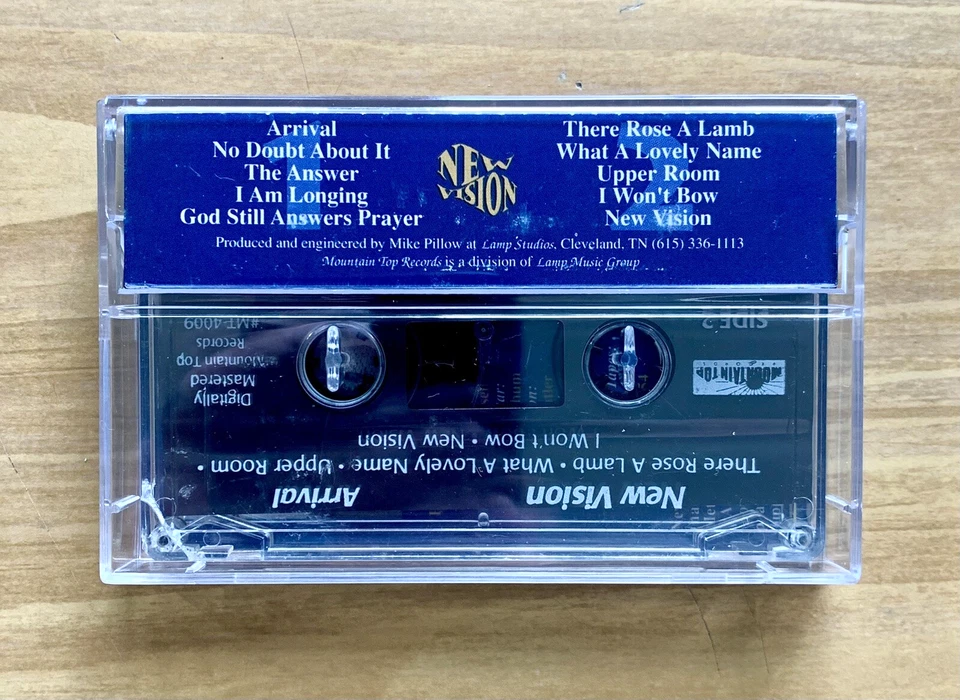 Arrival
No Doubt About It
The Answer
I Am Longing
God Still Answers Prayer
1
NEW
VISION
There Rose A Lamb
What A Lovely Name
Upper Room
I Won't Bow
New Vision
2
Produced and engineered by Mike Pillow at Lamp Studios, Cleveland, TN (615) 336-1113
Mountain Top Records is a division of Lamp Music Group
New Vision
Arrival
There Rose A Lamb • What A Lovely Name • Upper Room •
I Won't Bow • New Vision
MOUNTAIN TOP
RECORDS
Digitally
Mastered
Mountain Top
Records
#MT-4009
SIDE 2